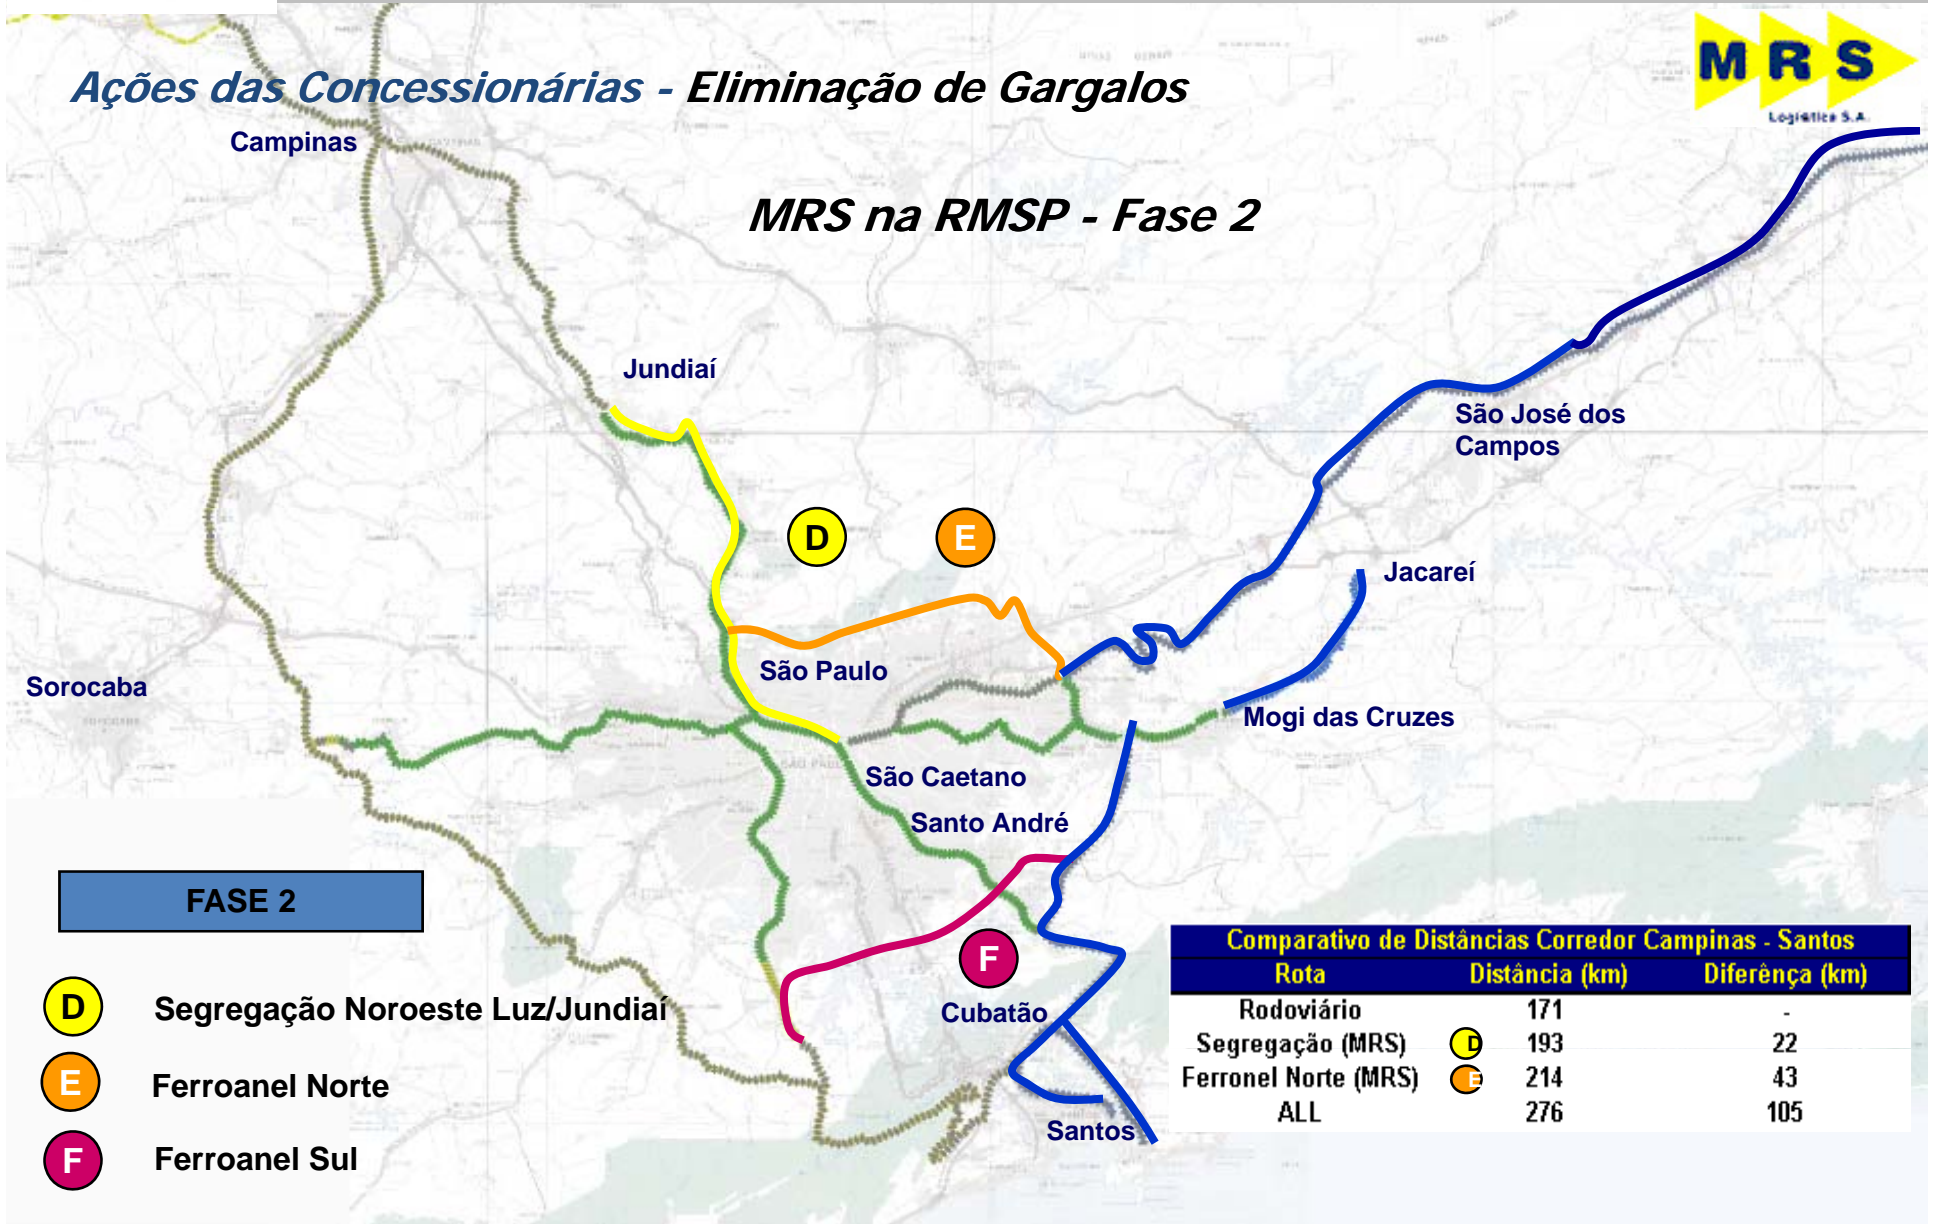 Ações das Concessionárias - Eliminação de Gargalos
M R S
Logística S.A.
Campinas
MRS na RMSP - Fase 2
Jundiaí
São José dos
Campos
D
E
Jacareí
São Paulo
Sorocaba
Mogi das Cruzes
São Caetano
Santo André
FASE 2
F
Cubatão
Santos
D Segregação Noroeste Luz/Jundiaí
E Ferroanel Norte
F Ferroanel Sul
Comparativo de Distâncias Corredor Campinas - Santos
Rota Distância (km) Diferênça (km)
Rodoviário 171 -
Segregação (MRS) D 193 22
Ferronel Norte (MRS) E 214 43
ALL 276 105